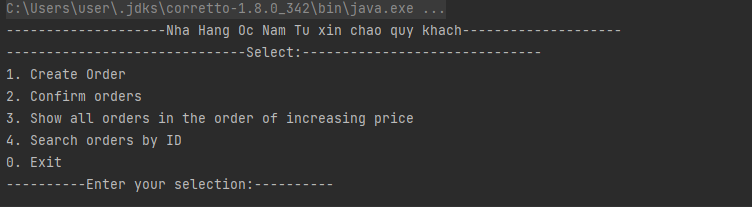 C:\Users\user\.jdks\corretto-1.8.0_342\bin\java.exe ...
--------------------Nha Hang Oc Nam Tu xin chao quy khach--------------------
------------------------------Select:------------------------------
1. Create Order
2. Confirm orders
3. Show all orders in the order of increasing price
4. Search orders by ID
0. Exit
----------Enter your selection:----------